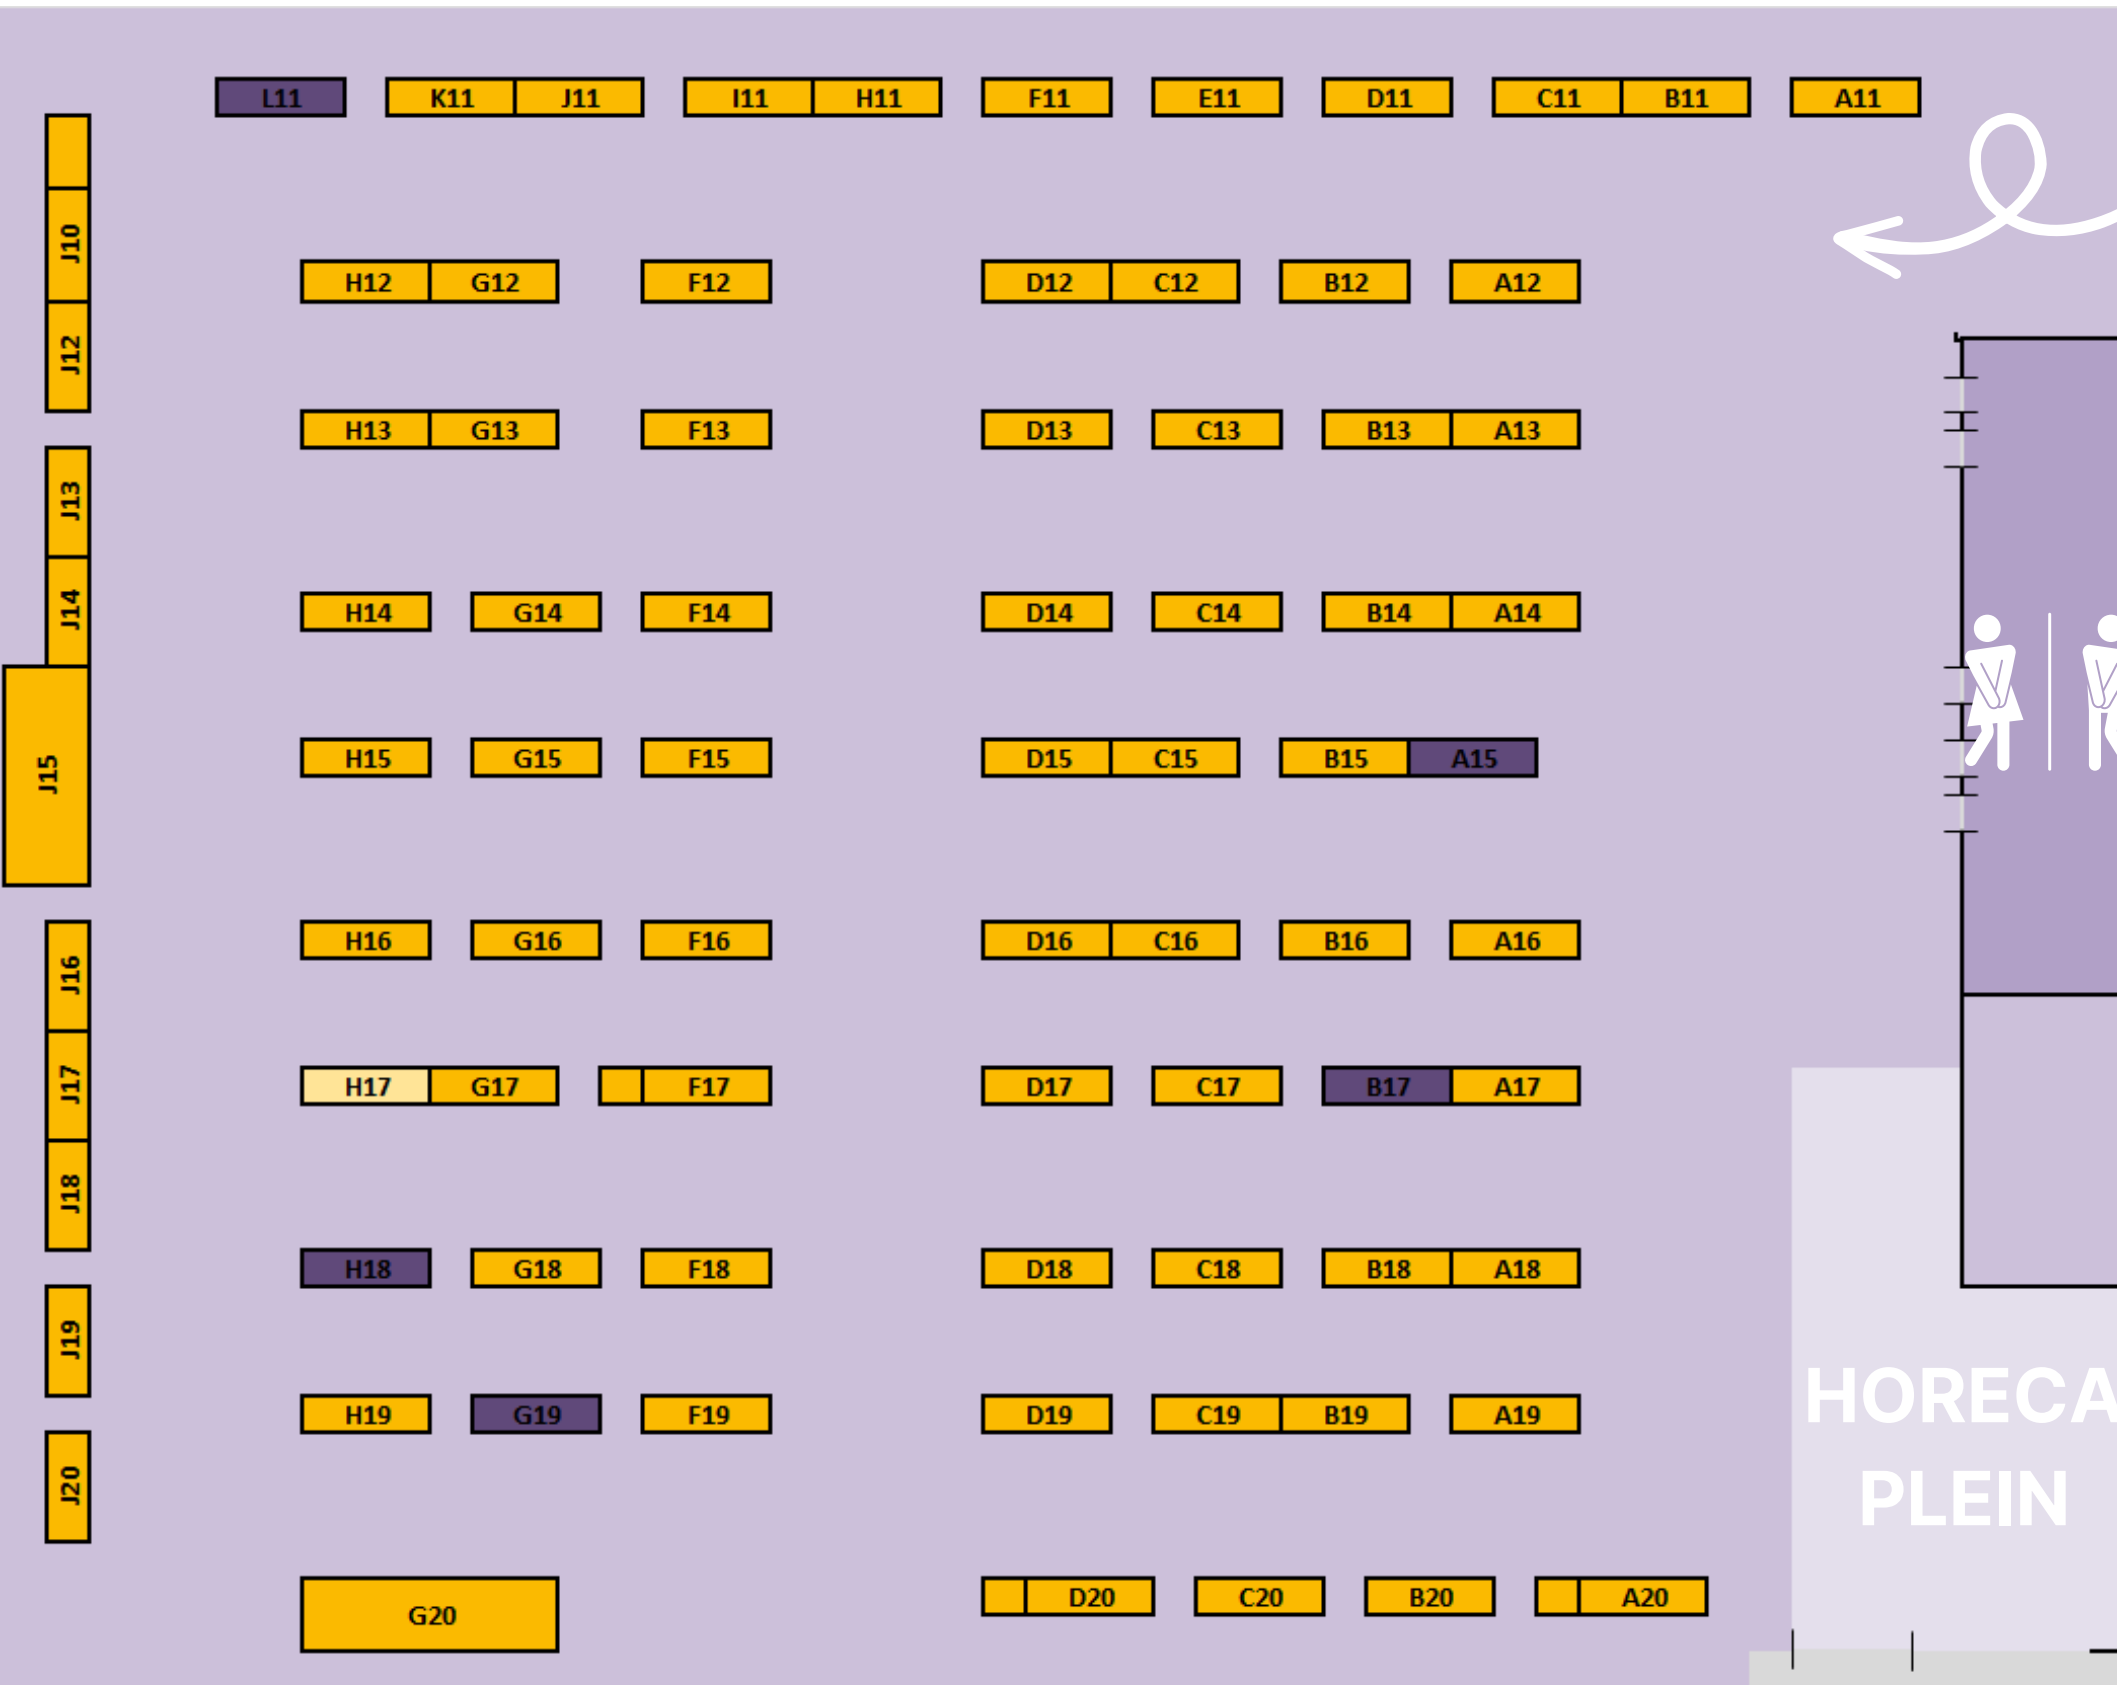 L11 K11 J11 I11 H11 F11 E11 D11 C11 B11 A11
J10
H12 G12 F12 D12 C12 B12 A12
J12
H13 G13 F13 D13 C13 B13 A13
J13
H14 G14 F14 D14 C14 B14 A14
J14
H15 G15 F15 D15 C15 B15 A15
J15
H16 G16 F16 D16 C16 B16 A16
J16
H17 G17 F17 D17 C17 B17 A17
J17
J18
H18 G18 F18 D18 C18 B18 A18
J19
H19 G19 F19 D19 C19 B19 A19
J20
G20 D20 C20 B20 A20
HORECA
PLEIN